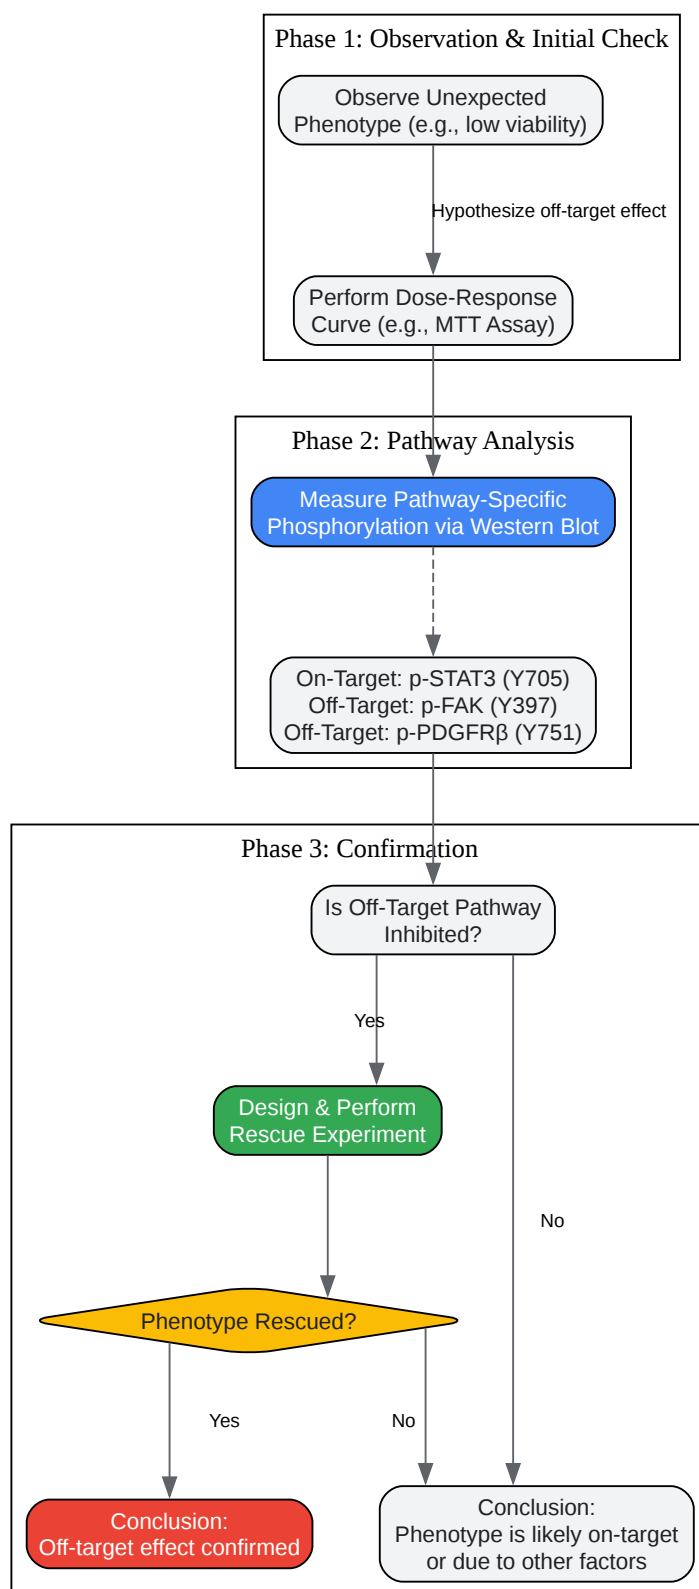 Phase 1: Observation & Initial Check
Observe Unexpected
Phenotype (e.g., low viability)
Hypothesize off-target effect
Perform Dose-Response
Curve (e.g., MTT Assay)
Phase 2: Pathway Analysis
Measure Pathway-Specific
Phosphorylation via Western Blot
On-Target: p-STAT3 (Y705)
Off-Target: p-FAK (Y397)
Off-Target: p-PDGFRβ (Y751)
Phase 3: Confirmation
Is Off-Target Pathway
Inhibited?
Yes
Design & Perform
Rescue Experiment
No
Phenotype Rescued?
Yes
No
Conclusion:
Off-target effect confirmed
Conclusion:
Phenotype is likely on-target
or due to other factors